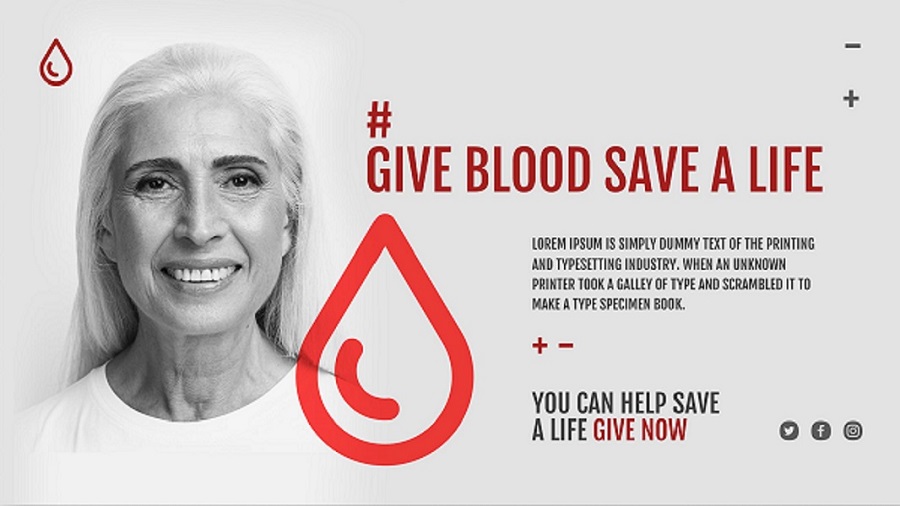 #
GIVE BLOOD SAVE A LIFE
LOREM IPSUM IS SIMPLY DUMMY TEXT OF THE PRINTING
AND TYPESETTING INDUSTRY. WHEN AN UNKNOWN
PRINTER TOOK A GALLEY OF TYPE AND SCRAMBLED IT TO
MAKE A TYPE SPECIMEN BOOK.
+ -
YOU CAN HELP SAVE
A LIFE GIVE NOW